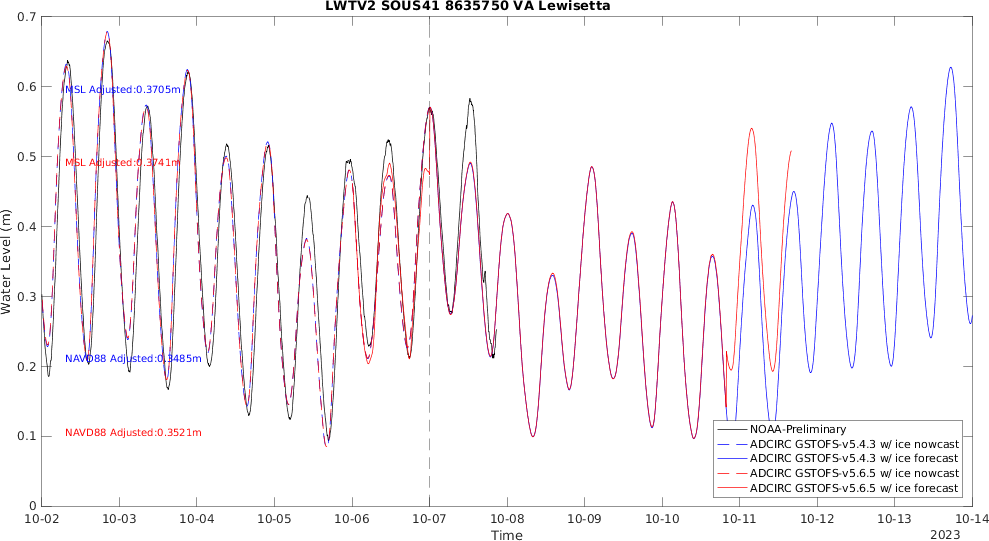 LWTV2 SOUS41 8635750 VA Lewisetta
0.7
0.6
0.5
0.4
0.3
0.2
0.1
0
Water Level (m)
MSL Adjusted:0.3705m
MSL Adjusted:0.3741m
NAVD88 Adjusted:0.3485m
NAVD88 Adjusted:0.3521m
NOAA-Preliminary
ADCIRC GSTOFS-v5.4.3 w/ ice nowcast
ADCIRC GSTOFS-v5.4.3 w/ ice forecast
ADCIRC GSTOFS-v5.6.5 w/ ice nowcast
ADCIRC GSTOFS-v5.6.5 w/ ice forecast
10-02 10-03 10-04 10-05 10-06 10-07 10-08 10-09 10-10 10-11 10-12 10-13 10-14
Time
2023